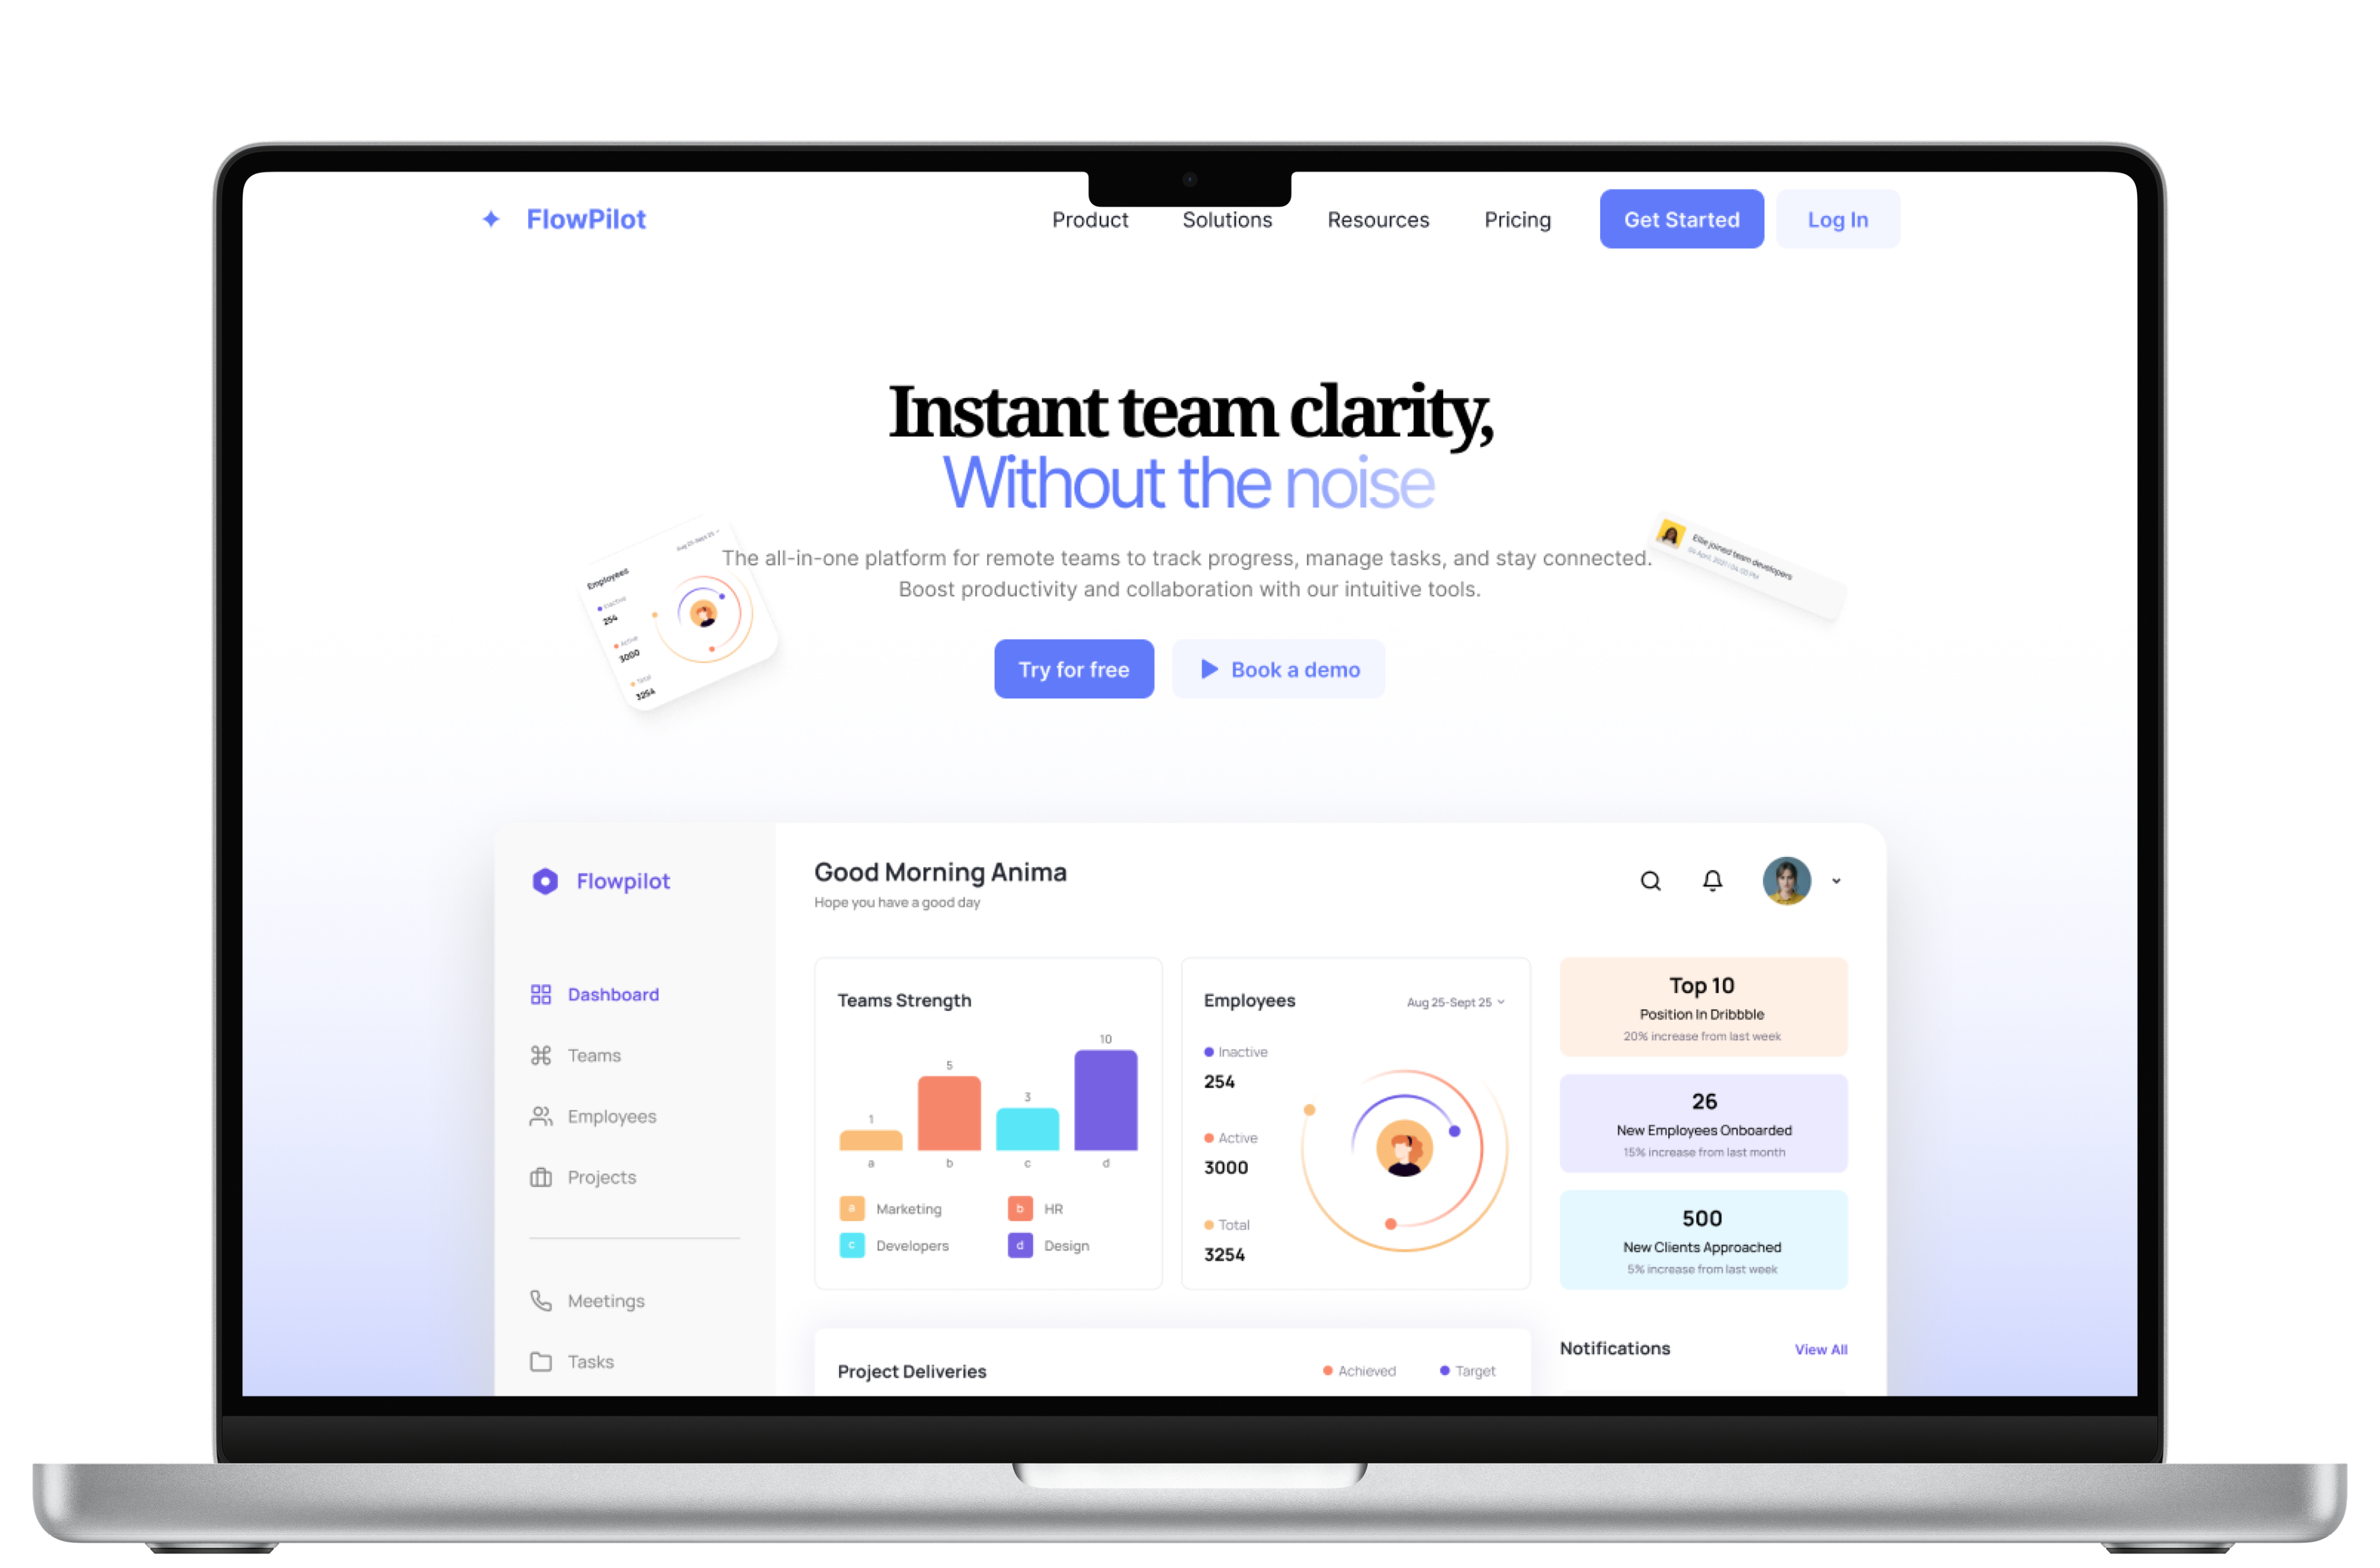 FlowPilot
Product Solutions Resources Pricing Get Started Log In
Instant team clarity,
Without the noise
The all-in-one platform for remote teams to track progress, manage tasks, and stay connected.
Boost productivity and collaboration with our intuitive tools.
Try for free Book a demo
Aug 25-Sept 25
Employees
Inactive
254
Active
3000
Total
3254
Ellie joined team developers
04 April, 2021 | 04:00 PM
Flowpilot
Dashboard
Teams
Employees
Projects
Meetings
Tasks
Good Morning Anima
Hope you have a good day
Teams Strength
1
5
3
10
a b c d
a Marketing b HR
c Developers d Design
Employees Aug 25-Sept 25
Inactive
254
Active
3000
Total
3254
Top 10
Position In Dribbble
20% increase from last week
26
New Employees Onboarded
15% increase from last month
500
New Clients Approached
5% increase from last week
Project Deliveries Achieved Target
Notifications View All